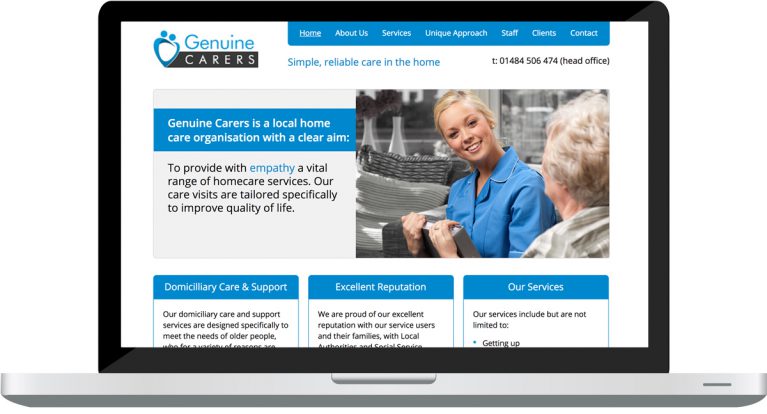 Genuine
CARERS
Home About Us Services Unique Approach Staff Clients Contact
Simple, reliable care in the home
t: 01484 506 474 (head office)
Genuine Carers is a local home
care organisation with a clear aim:
To provide with empathy a vital
range of homecare services. Our
care visits are tailored specifically
to improve quality of life.
Domicilliary Care & Support
Our domiciliary care and support
services are designed specifically to
meet the needs of older people,
who for a variety of reasons are
Excellent Reputation
We are proud of our excellent
reputation with our service users
and their families, with Local
Authorities and Social Service
Our Services
Our services include but are not
limited to:
Getting up